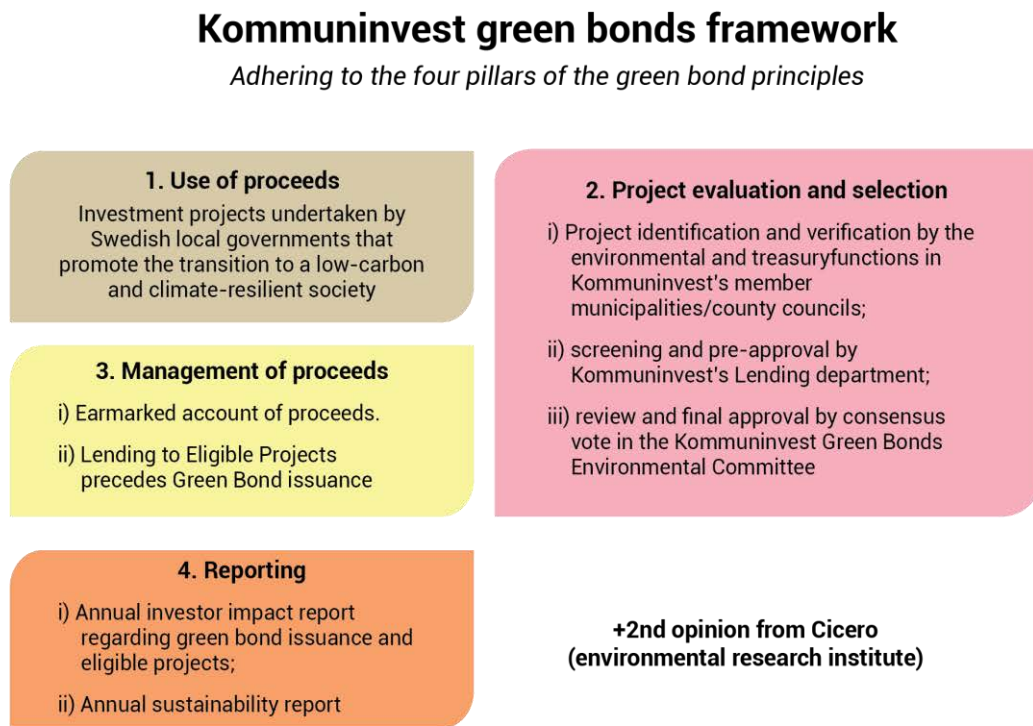 Kommuninvest green bonds framework
Adhering to the four pillars of the green bond principles
1. Use of proceeds
Investment projects undertaken by
Swedish local governments that
promote the transition to a low-carbon
and climate-resilient society
2. Project evaluation and selection
i) Project identification and verification by the
environmental and treasuryfunctions in
Kommuninvest's member
municipalities/county councils;
ii) screening and pre-approval by
Kommuninvest's Lending department;
iii) review and final approval by consensus
vote in the Kommuninvest Green Bonds
Environmental Committee
3. Management of proceeds
i) Earmarked account of proceeds.
ii) Lending to Eligible Projects
precedes Green Bond issuance
4. Reporting
i) Annual investor impact report
regarding green bond issuance and
eligible projects;
ii) Annual sustainability report
+2nd opinion from Cicero
(environmental research institute)